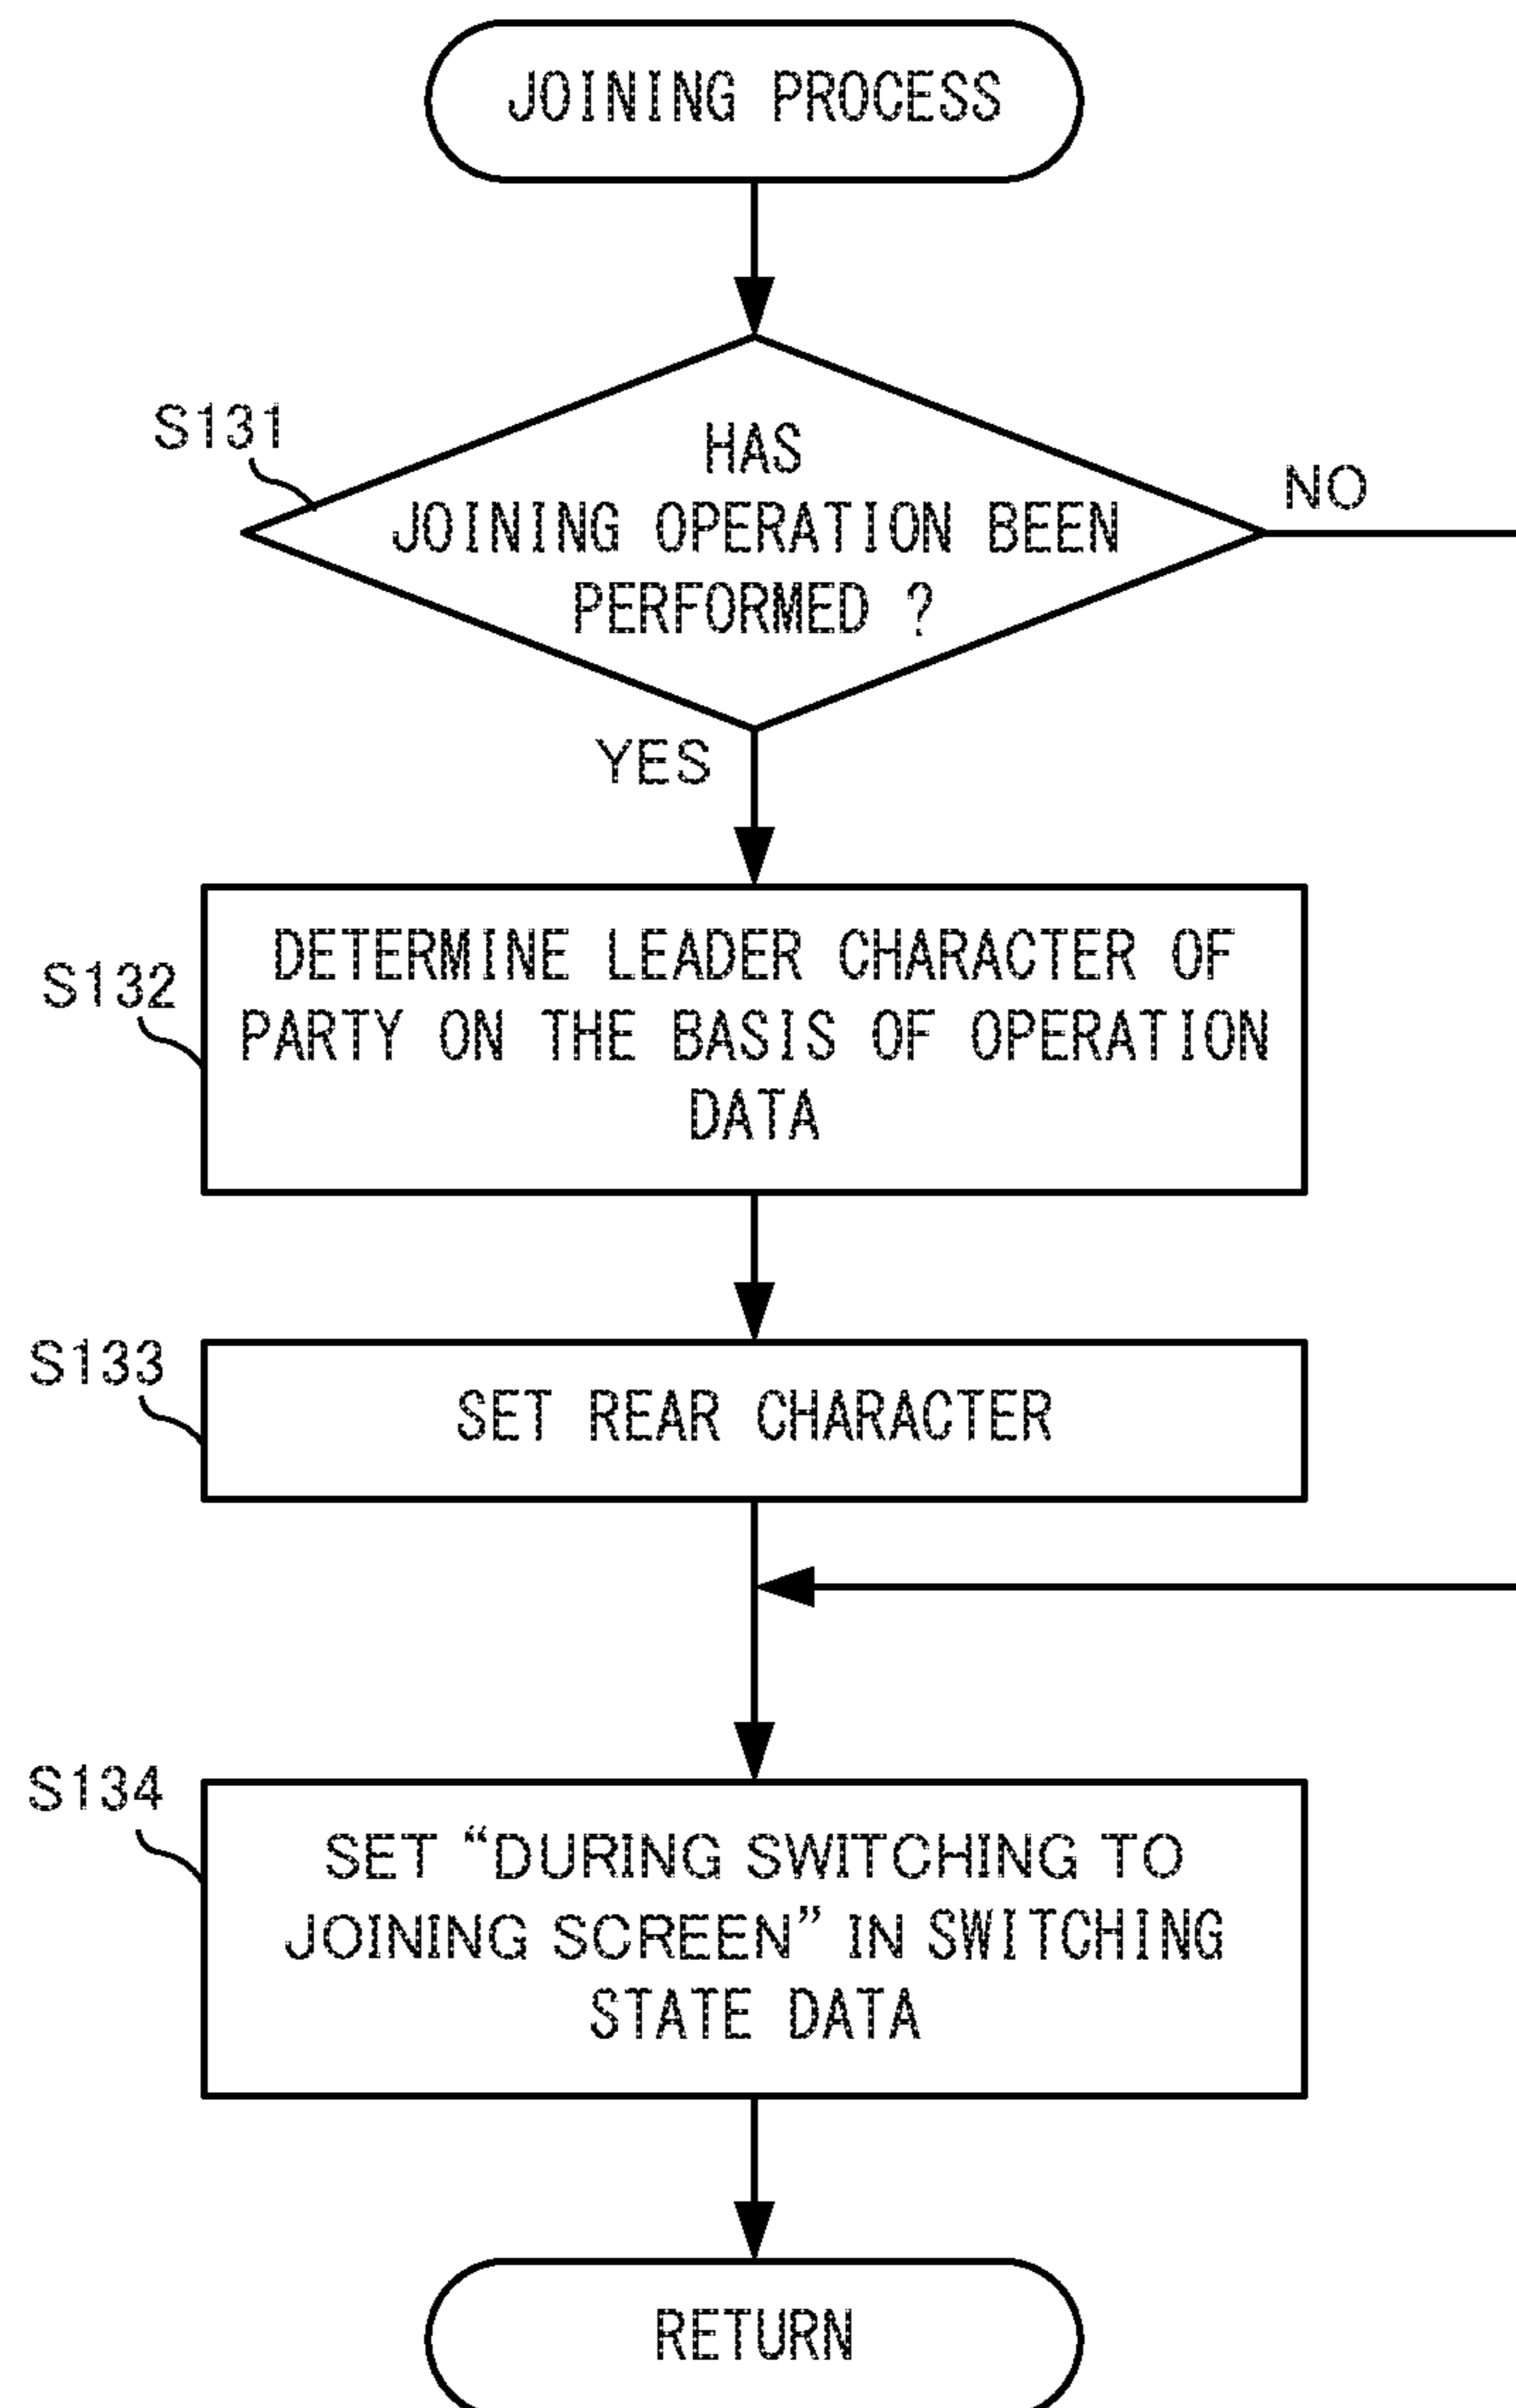 JOINING PROCESS
S131
HAS
JOINING OPERATION BEEN
PERFORMED ?
NO
YES
S132
DETERMINE LEADER CHARACTER OF
PARTY ON THE BASIS OF OPERATION
DATA
S133
SET REAR CHARACTER
S134
SET “DURING SWITCHING TO
JOINING SCREEN” IN SWITCHING
STATE DATA
RETURN